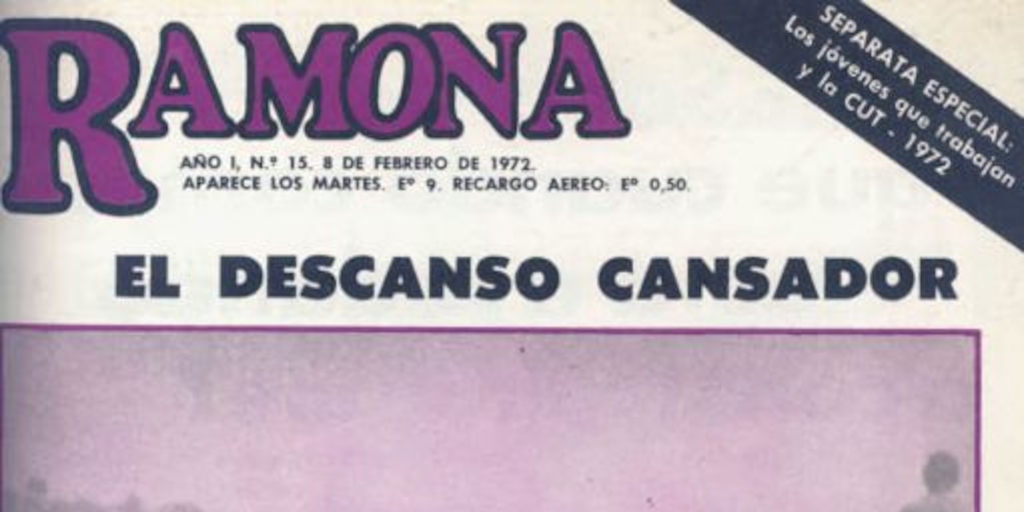 RAMONA
AÑO I, N.º 15. 8 DE FEBRERO DE 1972.
APARECE LOS MARTES. Eº 9. RECARGO AEREO: Eº 0,50.
SEPARATA ESPECIAL:
Los jóvenes que trabajan
y la CUT - 1972
EL DESCANSO CANSADOR